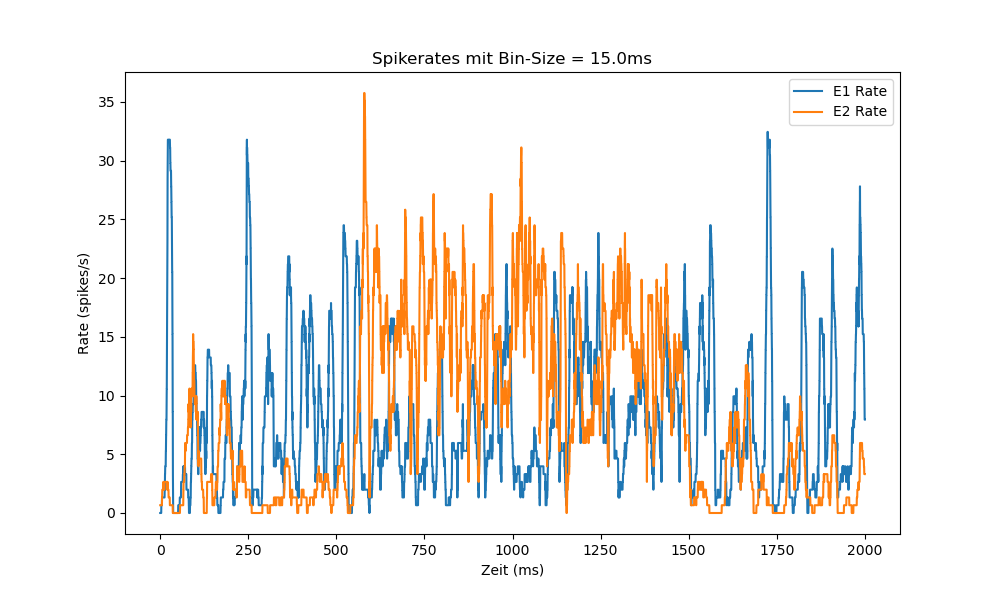 Spikerates mit Bin-Size = 15.0ms
E1 Rate
E2 Rate
Rate (spikes/s)
35
30
25
20
15
10
5
0
0 250 500 750 1000 1250 1500 1750 2000
Zeit (ms)